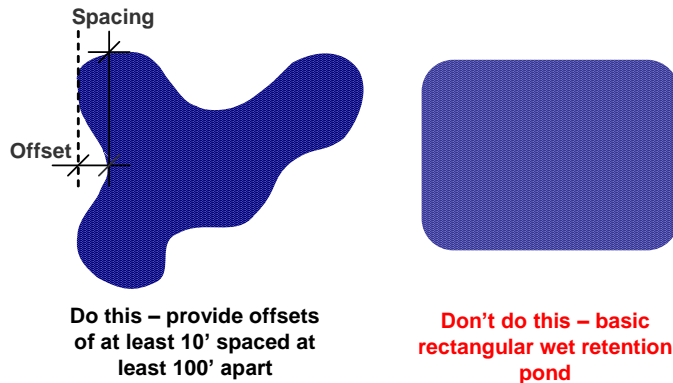 Spacing
Offset
Do this – provide offsets
of at least 10’ spaced at
least 100’ apart
Don’t do this – basic
rectangular wet retention
pond